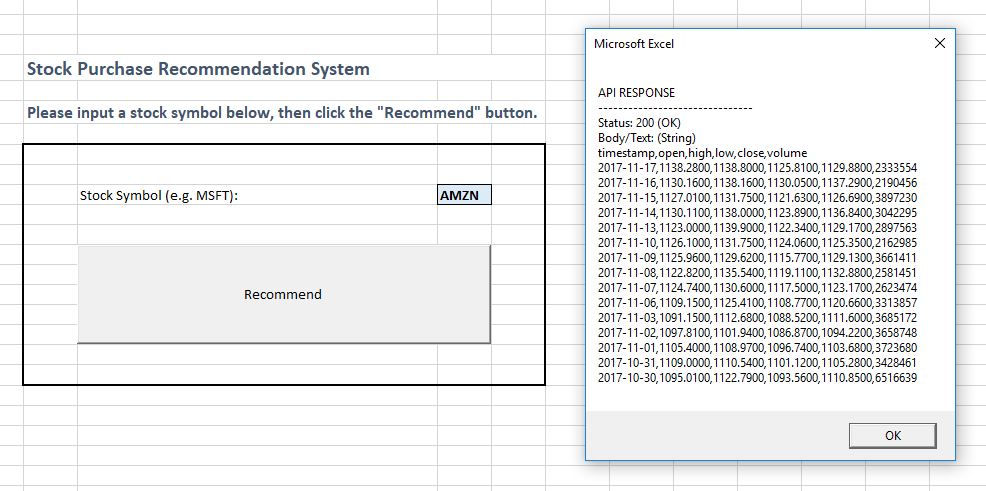 Stock Purchase Recommendation System
Please input a stock symbol below, then click the "Recommend" button.
Stock Symbol (e.g. MSFT):
AMZN
Recommend
Microsoft Excel
API RESPONSE
-------------------------------
Status: 200 (OK)
Body/Text: (String)
timestamp,open,high,low,close,volume
2017-11-17,1138.2800,1138.8000,1125.8100,1129.8800,2333554
2017-11-16,1130.1600,1138.1600,1130.0500,1137.2900,2190456
2017-11-15,1127.0100,1131.7500,1121.6300,1126.6900,3897230
2017-11-14,1130.1100,1138.0000,1123.8900,1136.8400,3042295
2017-11-13,1123.0000,1139.9000,1122.3400,1129.1700,2897563
2017-11-10,1126.1000,1131.7500,1124.0600,1125.3500,2162985
2017-11-09,1125.9600,1129.6200,1115.7700,1129.1300,3661411
2017-11-08,1122.8200,1135.5400,1119.1100,1132.8800,2581451
2017-11-07,1124.7400,1130.6000,1117.5000,1123.1700,2623474
2017-11-06,1109.1500,1125.4100,1108.7700,1120.6600,3313857
2017-11-03,1091.1500,1112.6800,1088.5200,1111.6000,3685172
2017-11-02,1097.8100,1101.9400,1086.8700,1094.2200,3658748
2017-11-01,1105.4000,1108.9700,1096.7400,1103.6800,3723680
2017-10-31,1109.0000,1110.5400,1101.1200,1105.2800,3428461
2017-10-30,1095.0100,1122.7900,1093.5600,1110.8500,6516639
OK